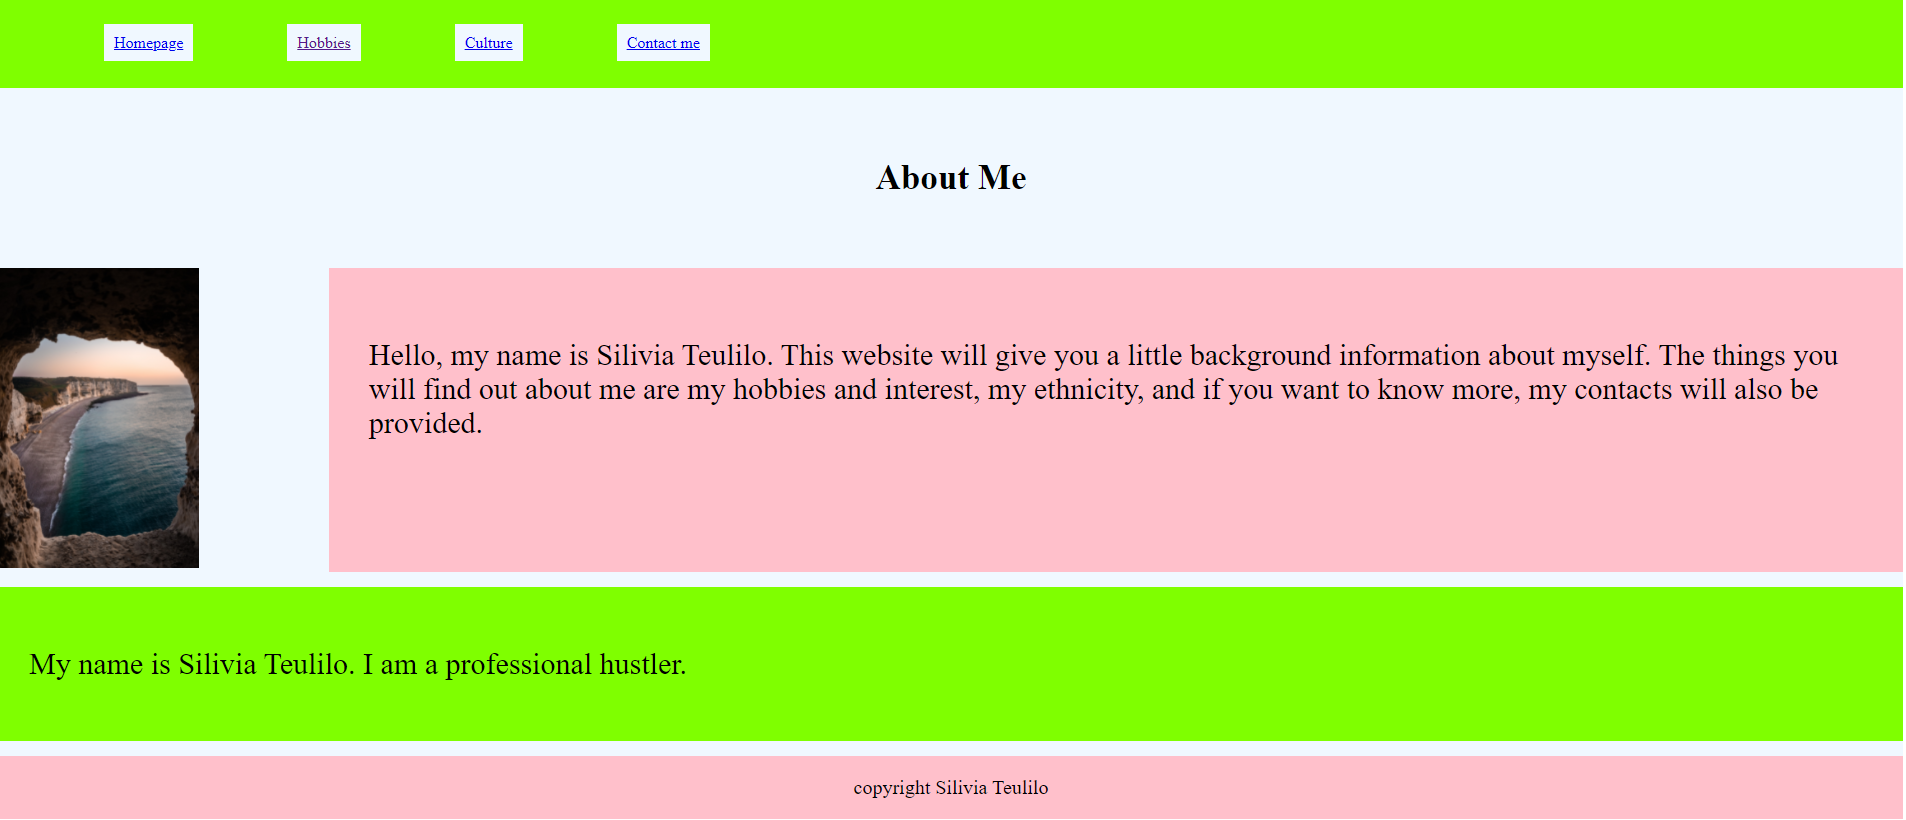 Homepage Hobbies Culture Contact me
About Me
Hello, my name is Silivia Teulilo. This website will give you a little background information about myself. The things you
will find out about me are my hobbies and interest, my ethnicity, and if you want to know more, my contacts will also be
provided.
My name is Silivia Teulilo. I am a professional hustler.
copyright Silivia Teulilo